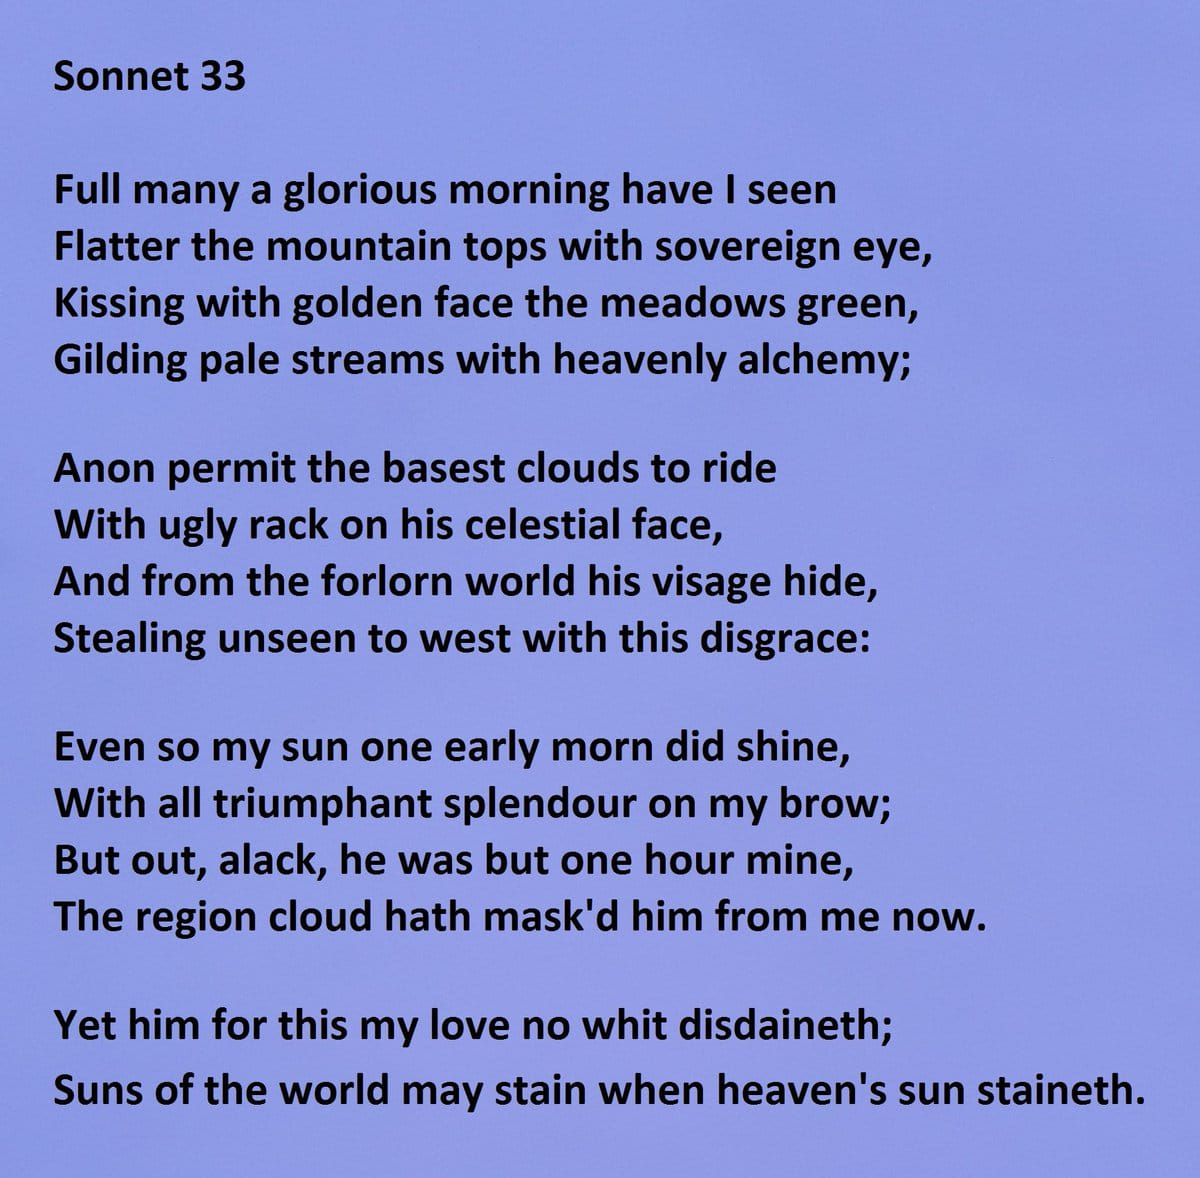 Sonnet 33
Full many a glorious morning have I seen
Flatter the mountain tops with sovereign eye,
Kissing with golden face the meadows green,
Gilding pale streams with heavenly alchemy;
Anon permit the basest clouds to ride
With ugly rack on his celestial face,
And from the forlorn world his visage hide,
Stealing unseen to west with this disgrace:
Even so my sun one early morn did shine,
With all triumphant splendour on my brow;
But out, alack, he was but one hour mine,
The region cloud hath mask'd him from me now.
Yet him for this my love no whit disdaineth;
Suns of the world may stain when heaven's sun staineth.